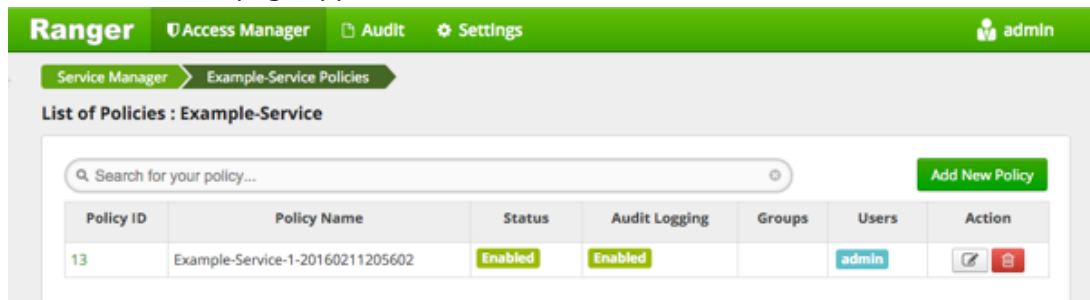 Ranger Access Manager Audit Settings admin
Service Manager Example-Service Policies
List of Policies : Example-Service
Search for your policy... Add New Policy
Policy ID Policy Name Status Audit Logging Groups Users Action
13 Example-Service-1-20160211205602 Enabled Enabled admin